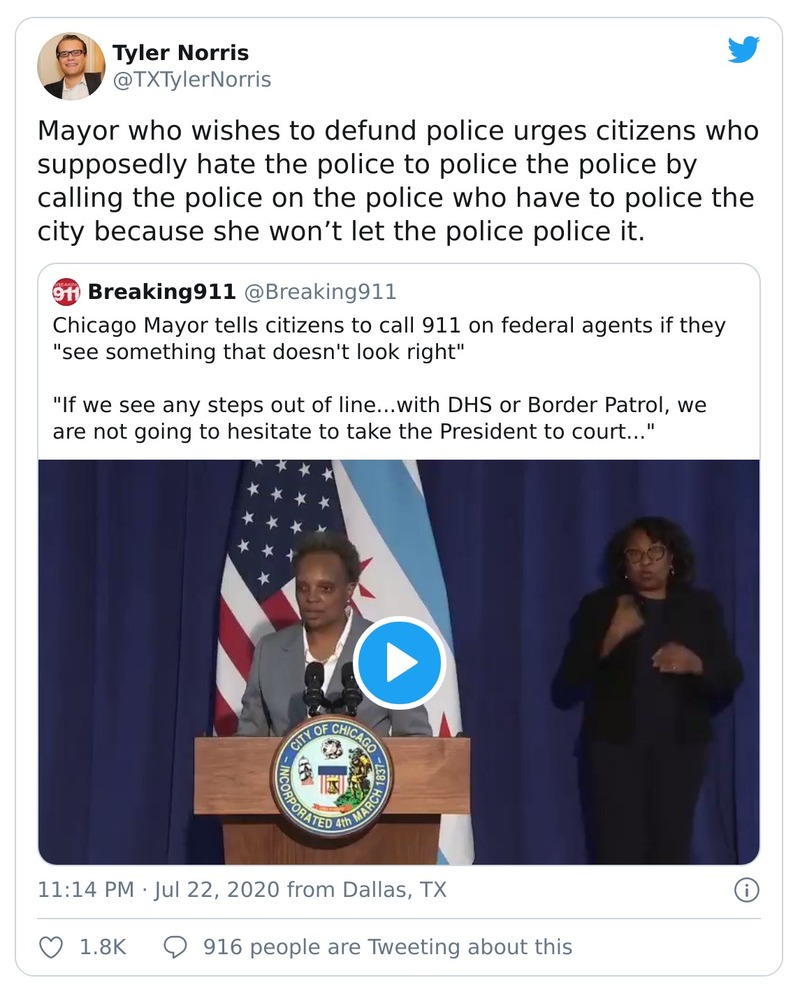 Tyler Norris
@TXTylerNorris
Mayor who wishes to defund police urges citizens who
supposedly hate the police to police the police by
calling the police on the police who have to police the
city because she won’t let the police police it.
911
Breaking911 @Breaking911
Chicago Mayor tells citizens to call 911 on federal agents if they
"see something that doesn't look right"
"If we see any steps out of line...with DHS or Border Patrol, we
are not going to hesitate to take the President to court..."
CITY OF CHICAGO
INCORPORATED 4th MARCH 1837
11:14 PM · Jul 22, 2020 from Dallas, TX
1.8K
916 people are Tweeting about this